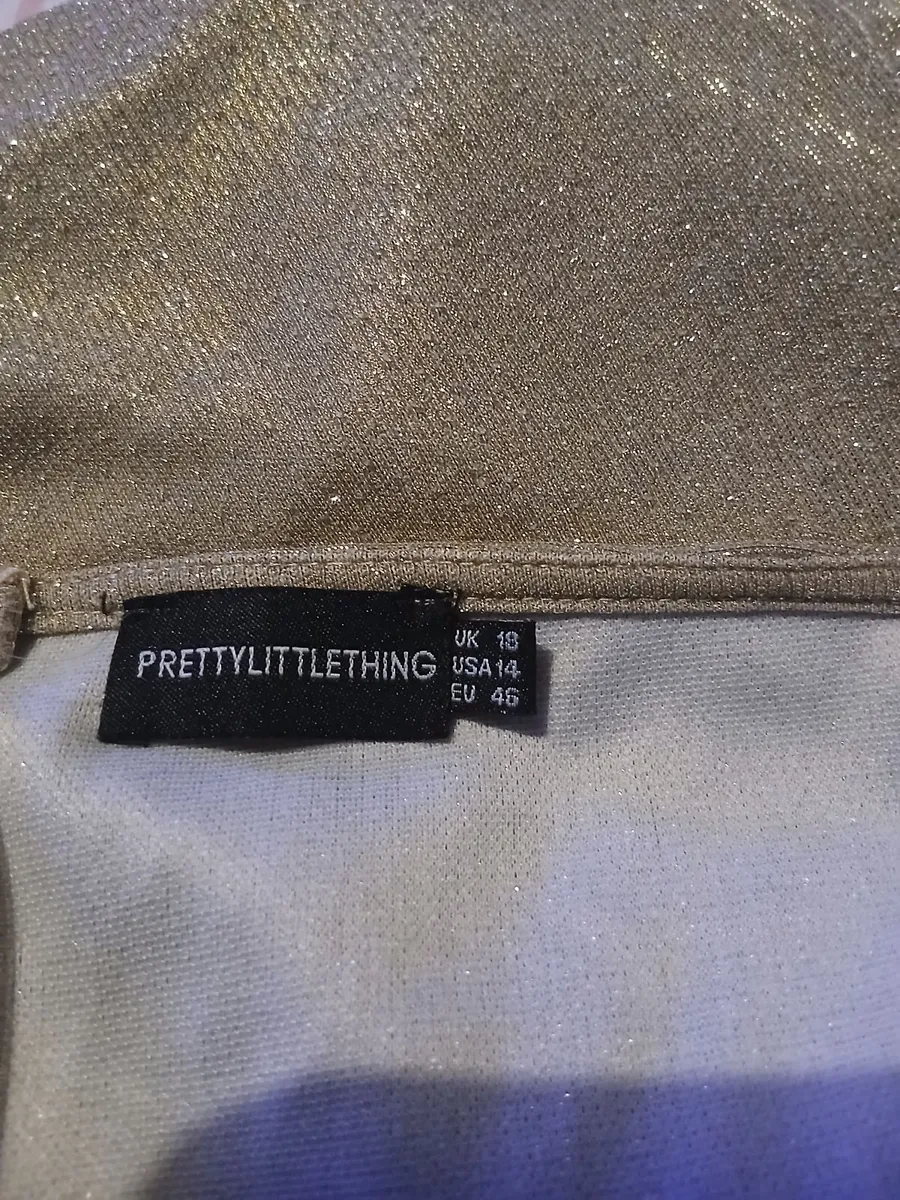 PRETTYLITTLETHING
UK 18
USA 14
EU 46